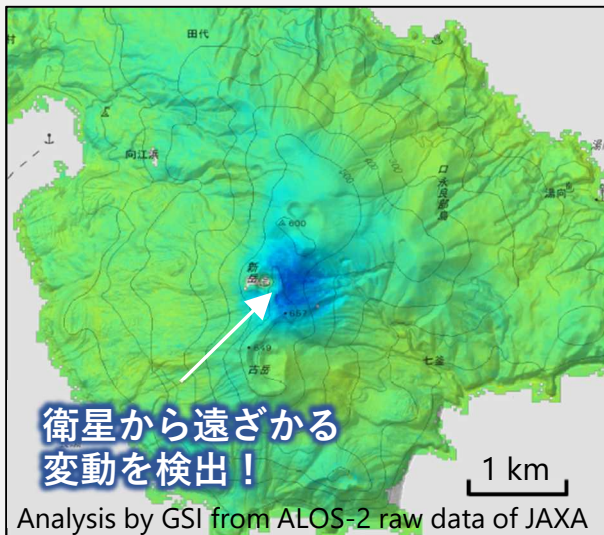 村
田代
向江浜
口永良部島
湯向
600
新岳
657
649
古岳
七釜
衛星から遠ざかる
変動を検出！
1 km
Analysis by GSI from ALOS-2 raw data of JAXA